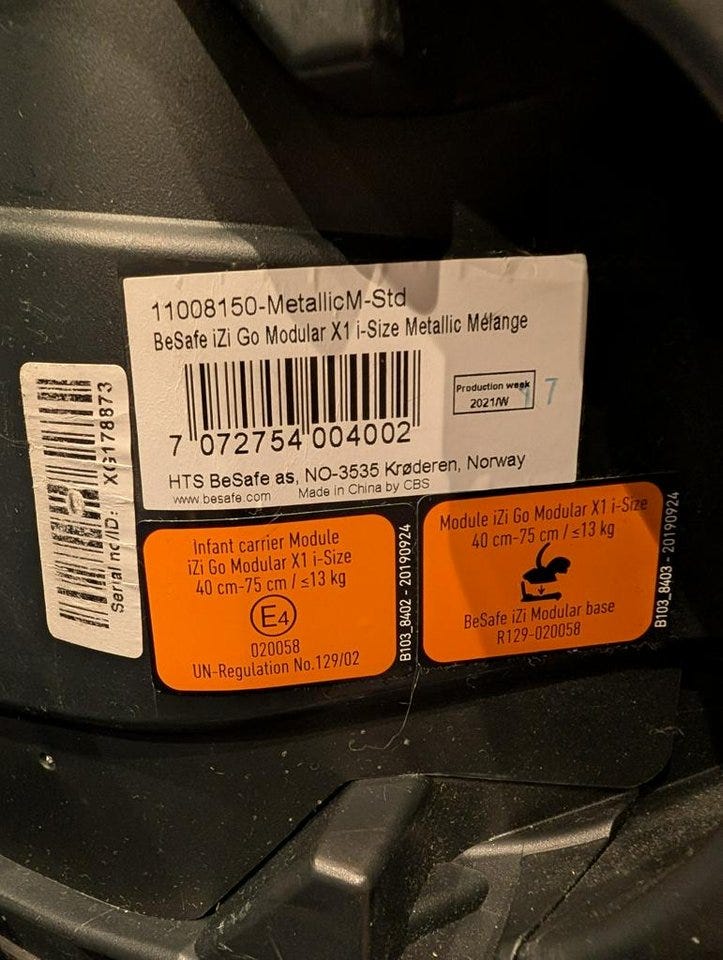 11008150-MetallicM-Std
BeSafe iZi Go Modular X1 i-Size Metallic Mélange
Production week
2021/W 17
7 072754 004002
HTS BeSafe as, NO-3535 Krøderen, Norway
www.besafe.com Made in China by CBS
Serial no/ID: XG178873
Infant carrier Module
iZi Go Modular X1 i-Size
40 cm-75 cm / ≤13 kg
E4
020058
UN-Regulation No.129/02
B103_8402 - 20190924
Module iZi Go Modular X1 i-Size
40 cm-75 cm / ≤13 kg
BeSafe iZi Modular base
R129-020058
B103_8403 - 20190924